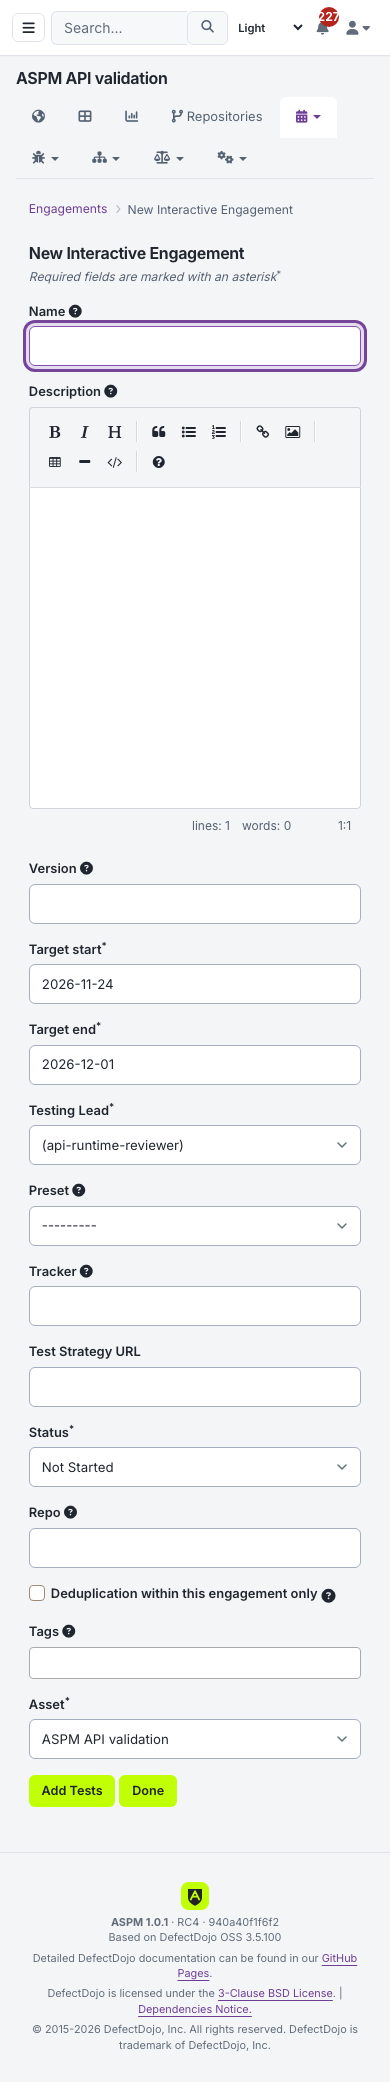 Search...
Light
227
ASPM API validation
Repositories
Engagements
New Interactive Engagement
New Interactive Engagement
Required fields are marked with an asterisk*
Name
Description
B I H
lines: 1 words: 0 1:1
Version
Target start*
2026-11-24
Target end*
2026-12-01
Testing Lead*
(api-runtime-reviewer)
Preset
---------
Tracker
Test Strategy URL
Status*
Not Started
Repo
Deduplication within this engagement only
Tags
Asset*
ASPM API validation
Add Tests Done
ASPM 1.0.1 · RC4 · 940a40f1f6f2
Based on DefectDojo OSS 3.5.100
Detailed DefectDojo documentation can be found in our GitHub
Pages.
DefectDojo is licensed under the 3-Clause BSD License. |
Dependencies Notice.
© 2015-2026 DefectDojo, Inc. All rights reserved. DefectDojo is
trademark of DefectDojo, Inc.